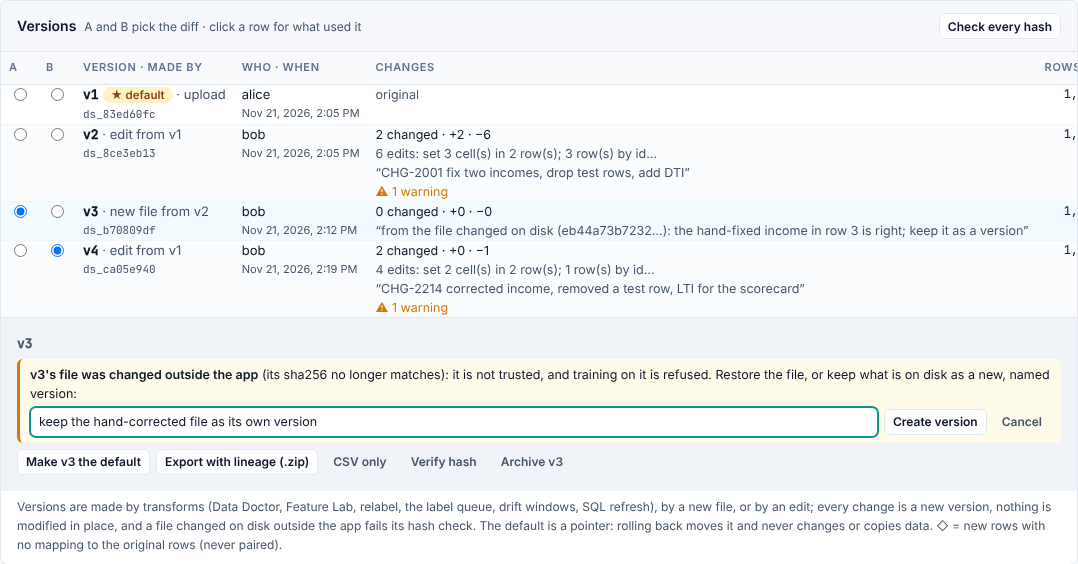 Versions A and B pick the diff · click a row for what used it Check every hash
A B VERSION · MADE BY WHO · WHEN CHANGES ROWS
v1 ★ default · upload alice original 1,
ds_83ed60fc Nov 21, 2026, 2:05 PM
v2 · edit from v1 bob 2 changed · +2 · −6 1,
ds_8ce3eb13 Nov 21, 2026, 2:05 PM 6 edits: set 3 cell(s) in 2 row(s); 3 row(s) by id…
“CHG-2001 fix two incomes, drop test rows, add DTI”
⚠ 1 warning
v3 · new file from v2 bob 0 changed · +0 · −0 1,
ds_b70809df Nov 21, 2026, 2:12 PM “from the file changed on disk (eb44a73b7232…): the hand-fixed income in row 3 is right; keep it as a version”
v4 · edit from v1 bob 2 changed · +0 · −1 1,
ds_ca05e940 Nov 21, 2026, 2:19 PM 4 edits: set 2 cell(s) in 2 row(s); 1 row(s) by id…
“CHG-2214 corrected income, removed a test row, LTI for the scorecard”
⚠ 1 warning
v3
v3's file was changed outside the app (its sha256 no longer matches): it is not trusted, and training on it is refused. Restore the file, or keep what is on disk as a new, named
version:
keep the hand-corrected file as its own version Create version Cancel
Make v3 the default Export with lineage (.zip) CSV only Verify hash Archive v3
Versions are made by transforms (Data Doctor, Feature Lab, relabel, the label queue, drift windows, SQL refresh), by a new file, or by an edit; every change is a new version, nothing is
modified in place, and a file changed on disk outside the app fails its hash check. The default is a pointer: rolling back moves it and never changes or copies data. ◇ = new rows with
no mapping to the original rows (never paired).